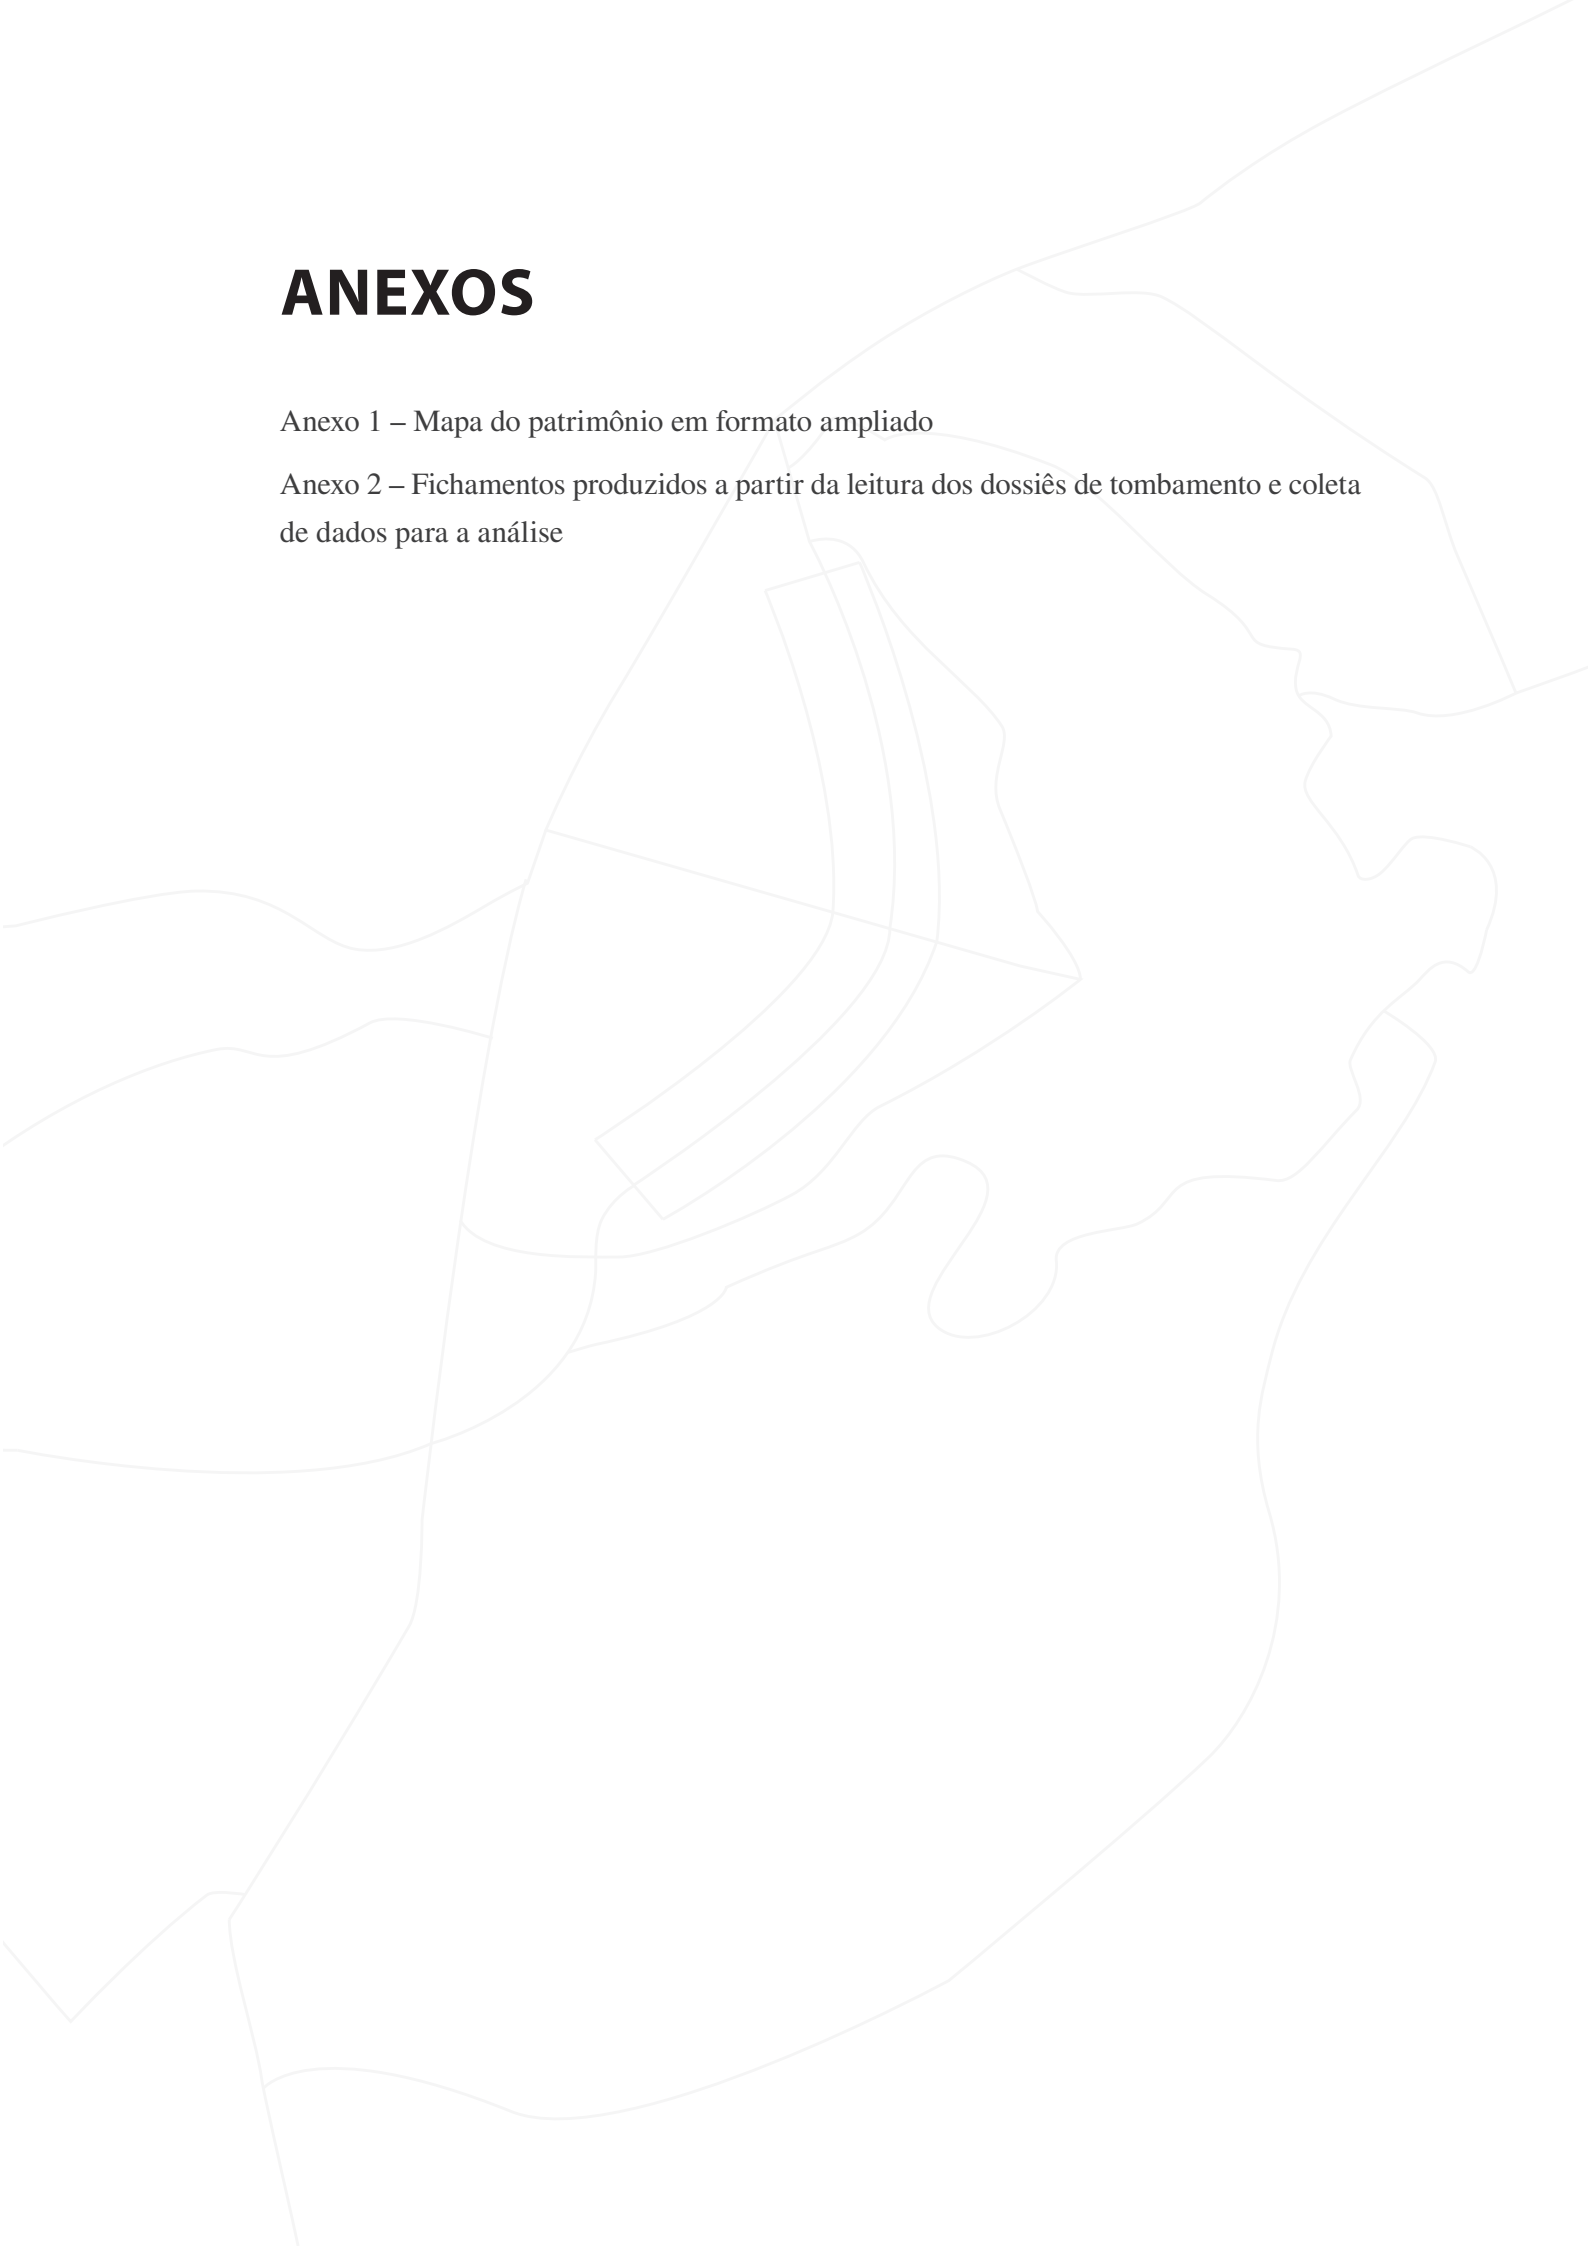 ANEXOS
Anexo 1 – Mapa do patrimônio em formato ampliado
Anexo 2 – Fichamentos produzidos a partir da leitura dos dossiês de tombamento e coleta
de dados para a análise